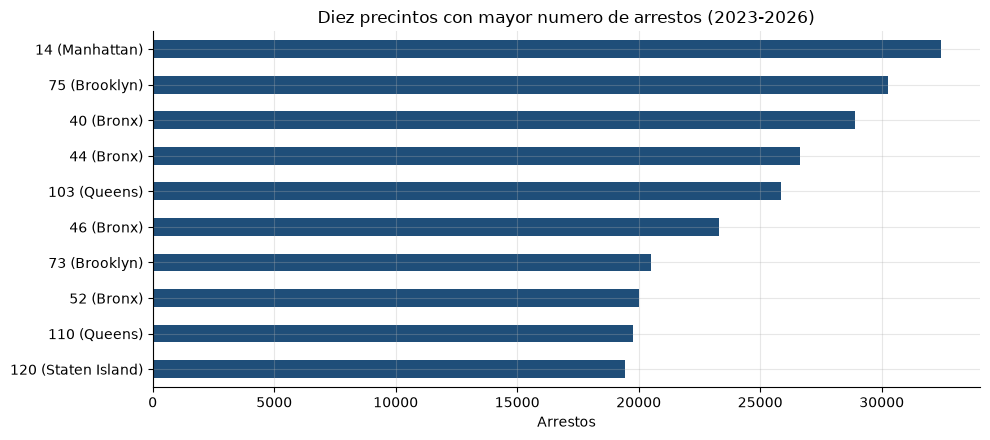 Diez precintos con mayor numero de arrestos (2023-2026)
14 (Manhattan)
75 (Brooklyn)
40 (Bronx)
44 (Bronx)
103 (Queens)
46 (Bronx)
73 (Brooklyn)
52 (Bronx)
110 (Queens)
120 (Staten Island)
0 5000 10000 15000 20000 25000 30000
Arrestos